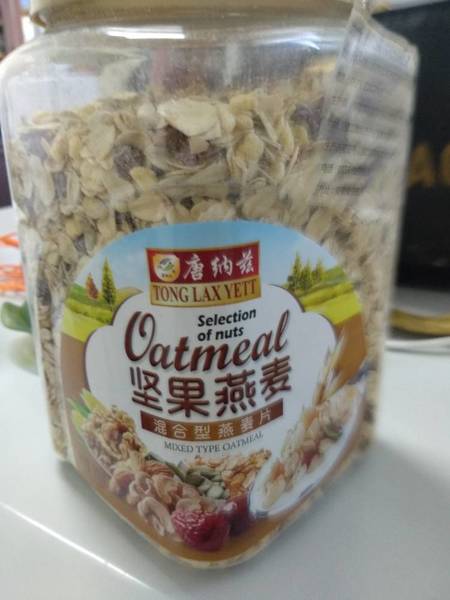 唐纳兹
TONG LAX YETT
Selection
of nuts
Oatmeal
坚果燕麦
混合型燕麦片
MIXED TYPE OATMEAL